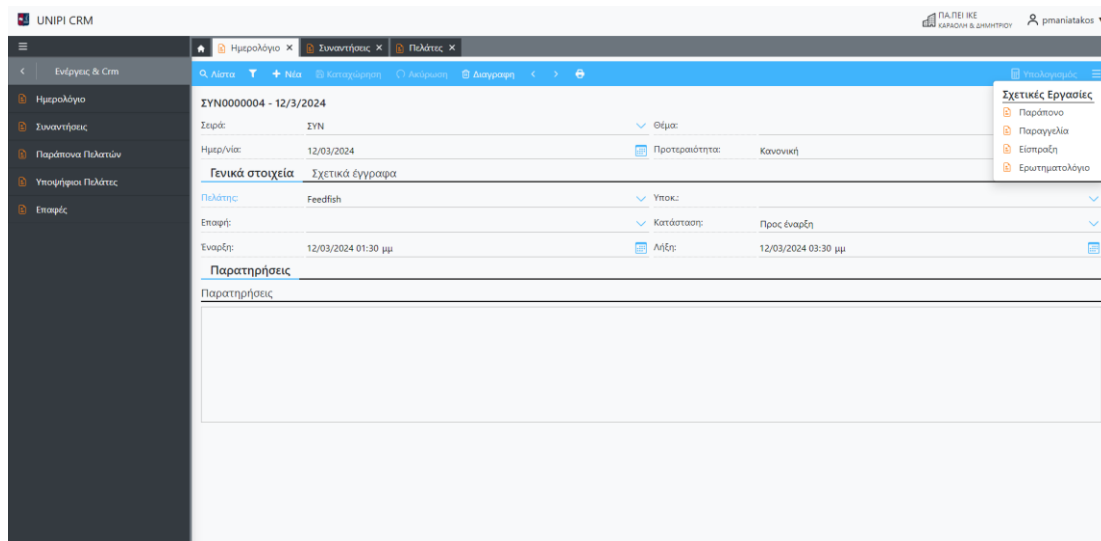 UNIPI CRM
ΠΑ.ΠΕΙ ΙΚΕ
ΚΑΡΑΟΛΗ & ΔΗΜΗΤΡΙΟΥ
pmaniatakos
Ημερολόγιο ×
Συναντήσεις ×
Πελάτες ×
Ενέργεις & Crm
Λίστα
+ Νέα
Καταχώρηση
Ακύρωση
Διαγραφη
Υπολογισμός
Ημερολόγιο
Συναντήσεις
Παράπονα Πελατών
Υποψήφιοι Πελάτες
Επαφές
ΣΥΝ0000004 - 12/3/2024
Σειρά: ΣΥΝ Θέμα:
Ημερ/νία: 12/03/2024 Προτεραιότητα: Κανονική
Γενικά στοιχεία Σχετικά έγγραφα
Πελάτης: Feedfish Υποκ.:
Επαφή: Κατάσταση: Προς έναρξη
Έναρξη: 12/03/2024 01:30 μμ Λήξη: 12/03/2024 03:30 μμ
Παρατηρήσεις
Παρατηρήσεις
Σχετικές Εργασίες
Παράπονο
Παραγγελία
Είσπραξη
Ερωτηματολόγιο